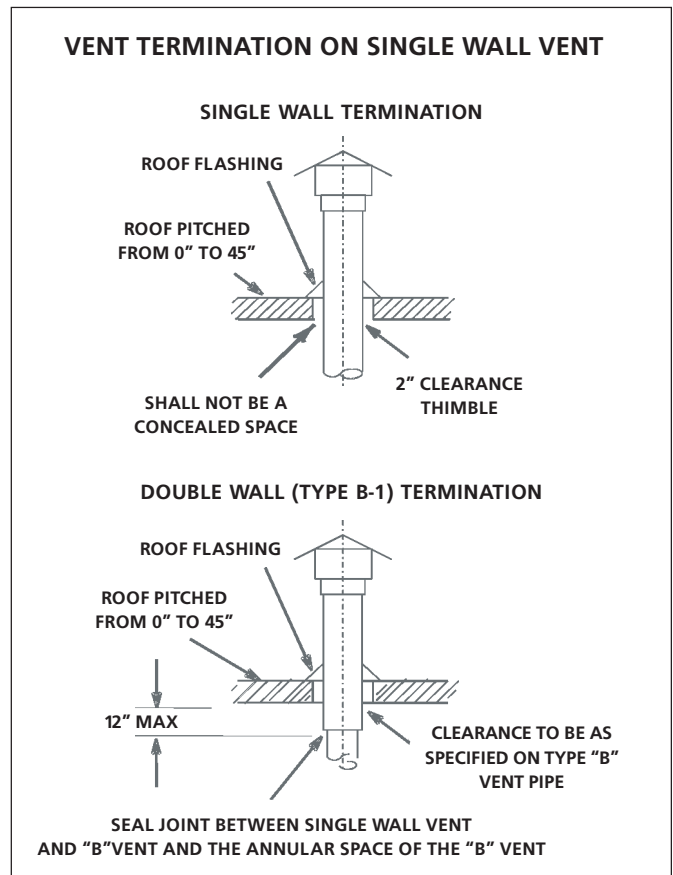 VENT TERMINATION ON SINGLE WALL VENT
SINGLE WALL TERMINATION
ROOF FLASHING
ROOF PITCHED
FROM 0” TO 45”
SHALL NOT BE A
CONCEALED SPACE
2” CLEARANCE
THIMBLE
DOUBLE WALL (TYPE B-1) TERMINATION
ROOF FLASHING
ROOF PITCHED
FROM 0” TO 45”
12” MAX
CLEARANCE TO BE AS
SPECIFIED ON TYPE “B”
VENT PIPE
SEAL JOINT BETWEEN SINGLE WALL VENT
AND “B”VENT AND THE ANNULAR SPACE OF THE “B” VENT